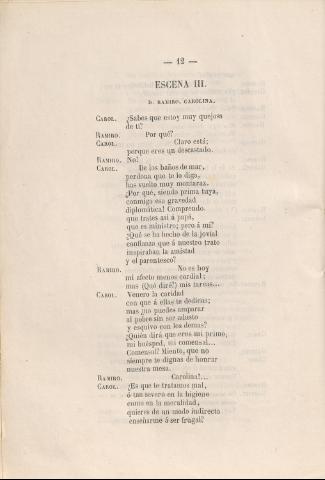 — 12 —
ESCENA III.
D. RAMIRO, CAROLINA.
CAROL. ¿Sabes que estoy muy quejosa
de tí?
RAMIRO. Por qué?
CAROL. Claro está;
porque eres un descastado.
RAMIRO. No!
CAROL. De los baños de mar,
perdona que te lo diga,
has vuelto muy montaraz.
¿Por qué, siendo prima tuya,
conmigo esa gravedad
diplomática! Comprendo
que trates así á papá,
que es ministro; pero á mí?
¿Qué se ha hecho de la jovial
confianza que á nuestro trato
inspiraban la amistad
y el parentesco?
RAMIRO. No es hoy
mi afecto menos cordial;
mas (Qué diré?) mis tareas...
CAROL. Venero la caridad
con que á ellas te dedicas;
mas ¿no puedes amparar
al pobre sin ser adusto
y esquivo con los demas?
¿Quién dirá que eres mi primo,
mi huésped, mi comensal...
Comensal! Miento, que no
siempre te dignas de honrar
nuestra mesa.
RAMIRO. Carolina!...
CAROL. ¿Es que te tratamos mal,
ó tan severo en la higiene
como en la moralidad,
quieres de un modo indirecto
enseñarme á ser frugal?